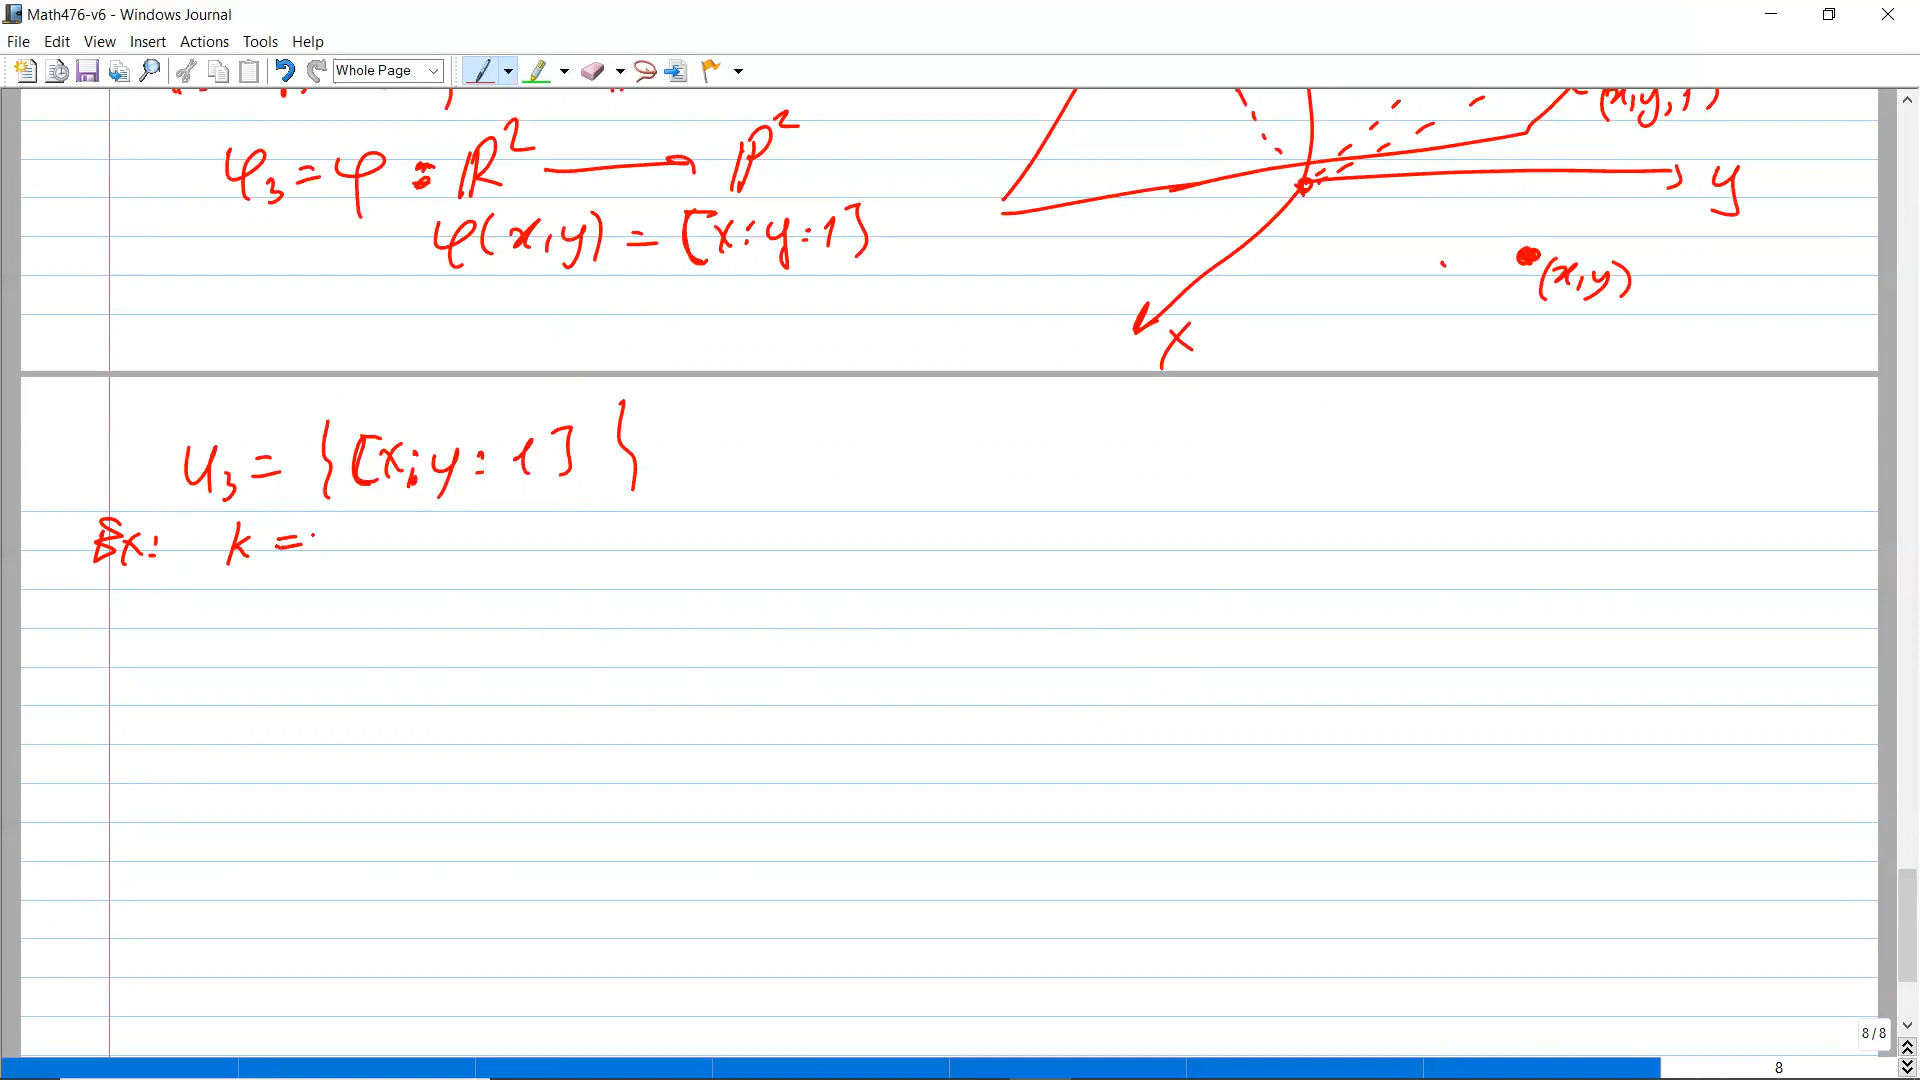 Math476-v6 - Windows Journal
File Edit View Insert Actions Tools Help
Whole Page
(x,y,1)
φ₃ = φ : ℝ² ⟶ ℙ²
φ(x,y) = [x:y:1]
y
(x,y)
x
U₃ = { [x:y:1] }
Ex: k =
8 / 8
8